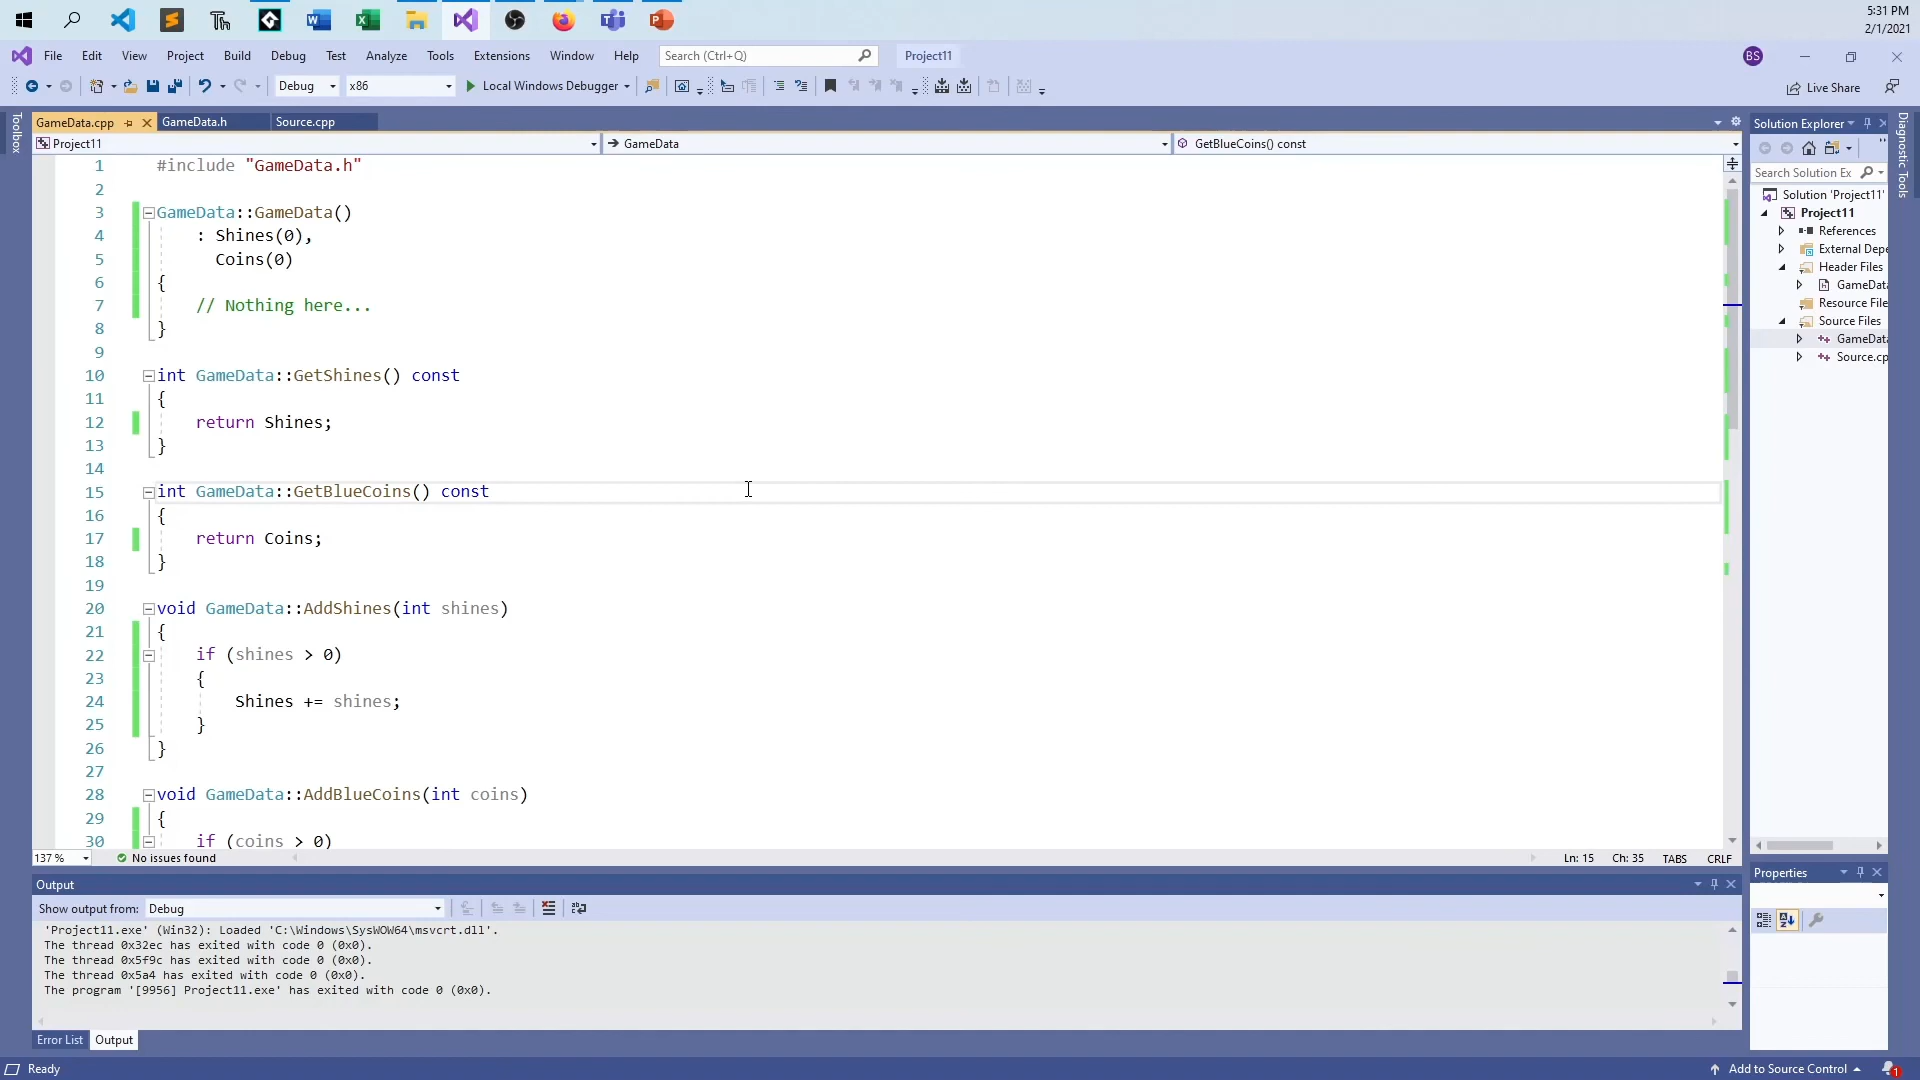 5:31 PM
2/1/2021
File Edit View Project Build Debug Test Analyze Tools Extensions Window Help Search (Ctrl+Q) Project11 BS
Debug x86 Local Windows Debugger Live Share
GameData.cpp GameData.h Source.cpp
Toolbox
Project11 GameData GetBlueCoins() const
1 #include "GameData.h"
2
3 GameData::GameData()
4 : Shines(0),
5 Coins(0)
6 {
7 // Nothing here...
8 }
9
10 int GameData::GetShines() const
11 {
12 return Shines;
13 }
14
15 int GameData::GetBlueCoins() const
16 {
17 return Coins;
18 }
19
20 void GameData::AddShines(int shines)
21 {
22 if (shines > 0)
23 {
24 Shines += shines;
25 }
26 }
27
28 void GameData::AddBlueCoins(int coins)
29 {
30 if (coins > 0)
137 % No issues found Ln: 15 Ch: 35 TABS CRLF
Output
Show output from: Debug
'Project11.exe' (Win32): Loaded 'C:\Windows\SysWOW64\msvcrt.dll'.
The thread 0x32ec has exited with code 0 (0x0).
The thread 0x5f9c has exited with code 0 (0x0).
The thread 0x5a4 has exited with code 0 (0x0).
The program '[9956] Project11.exe' has exited with code 0 (0x0).
Error List Output
Ready
Solution Explorer
Search Solution Ex
Solution 'Project11'
Project11
References
External Depe
Header Files
GameData
Resource File
Source Files
GameData
Source.cp
Properties
Diagnostic Tools
Add to Source Control 1